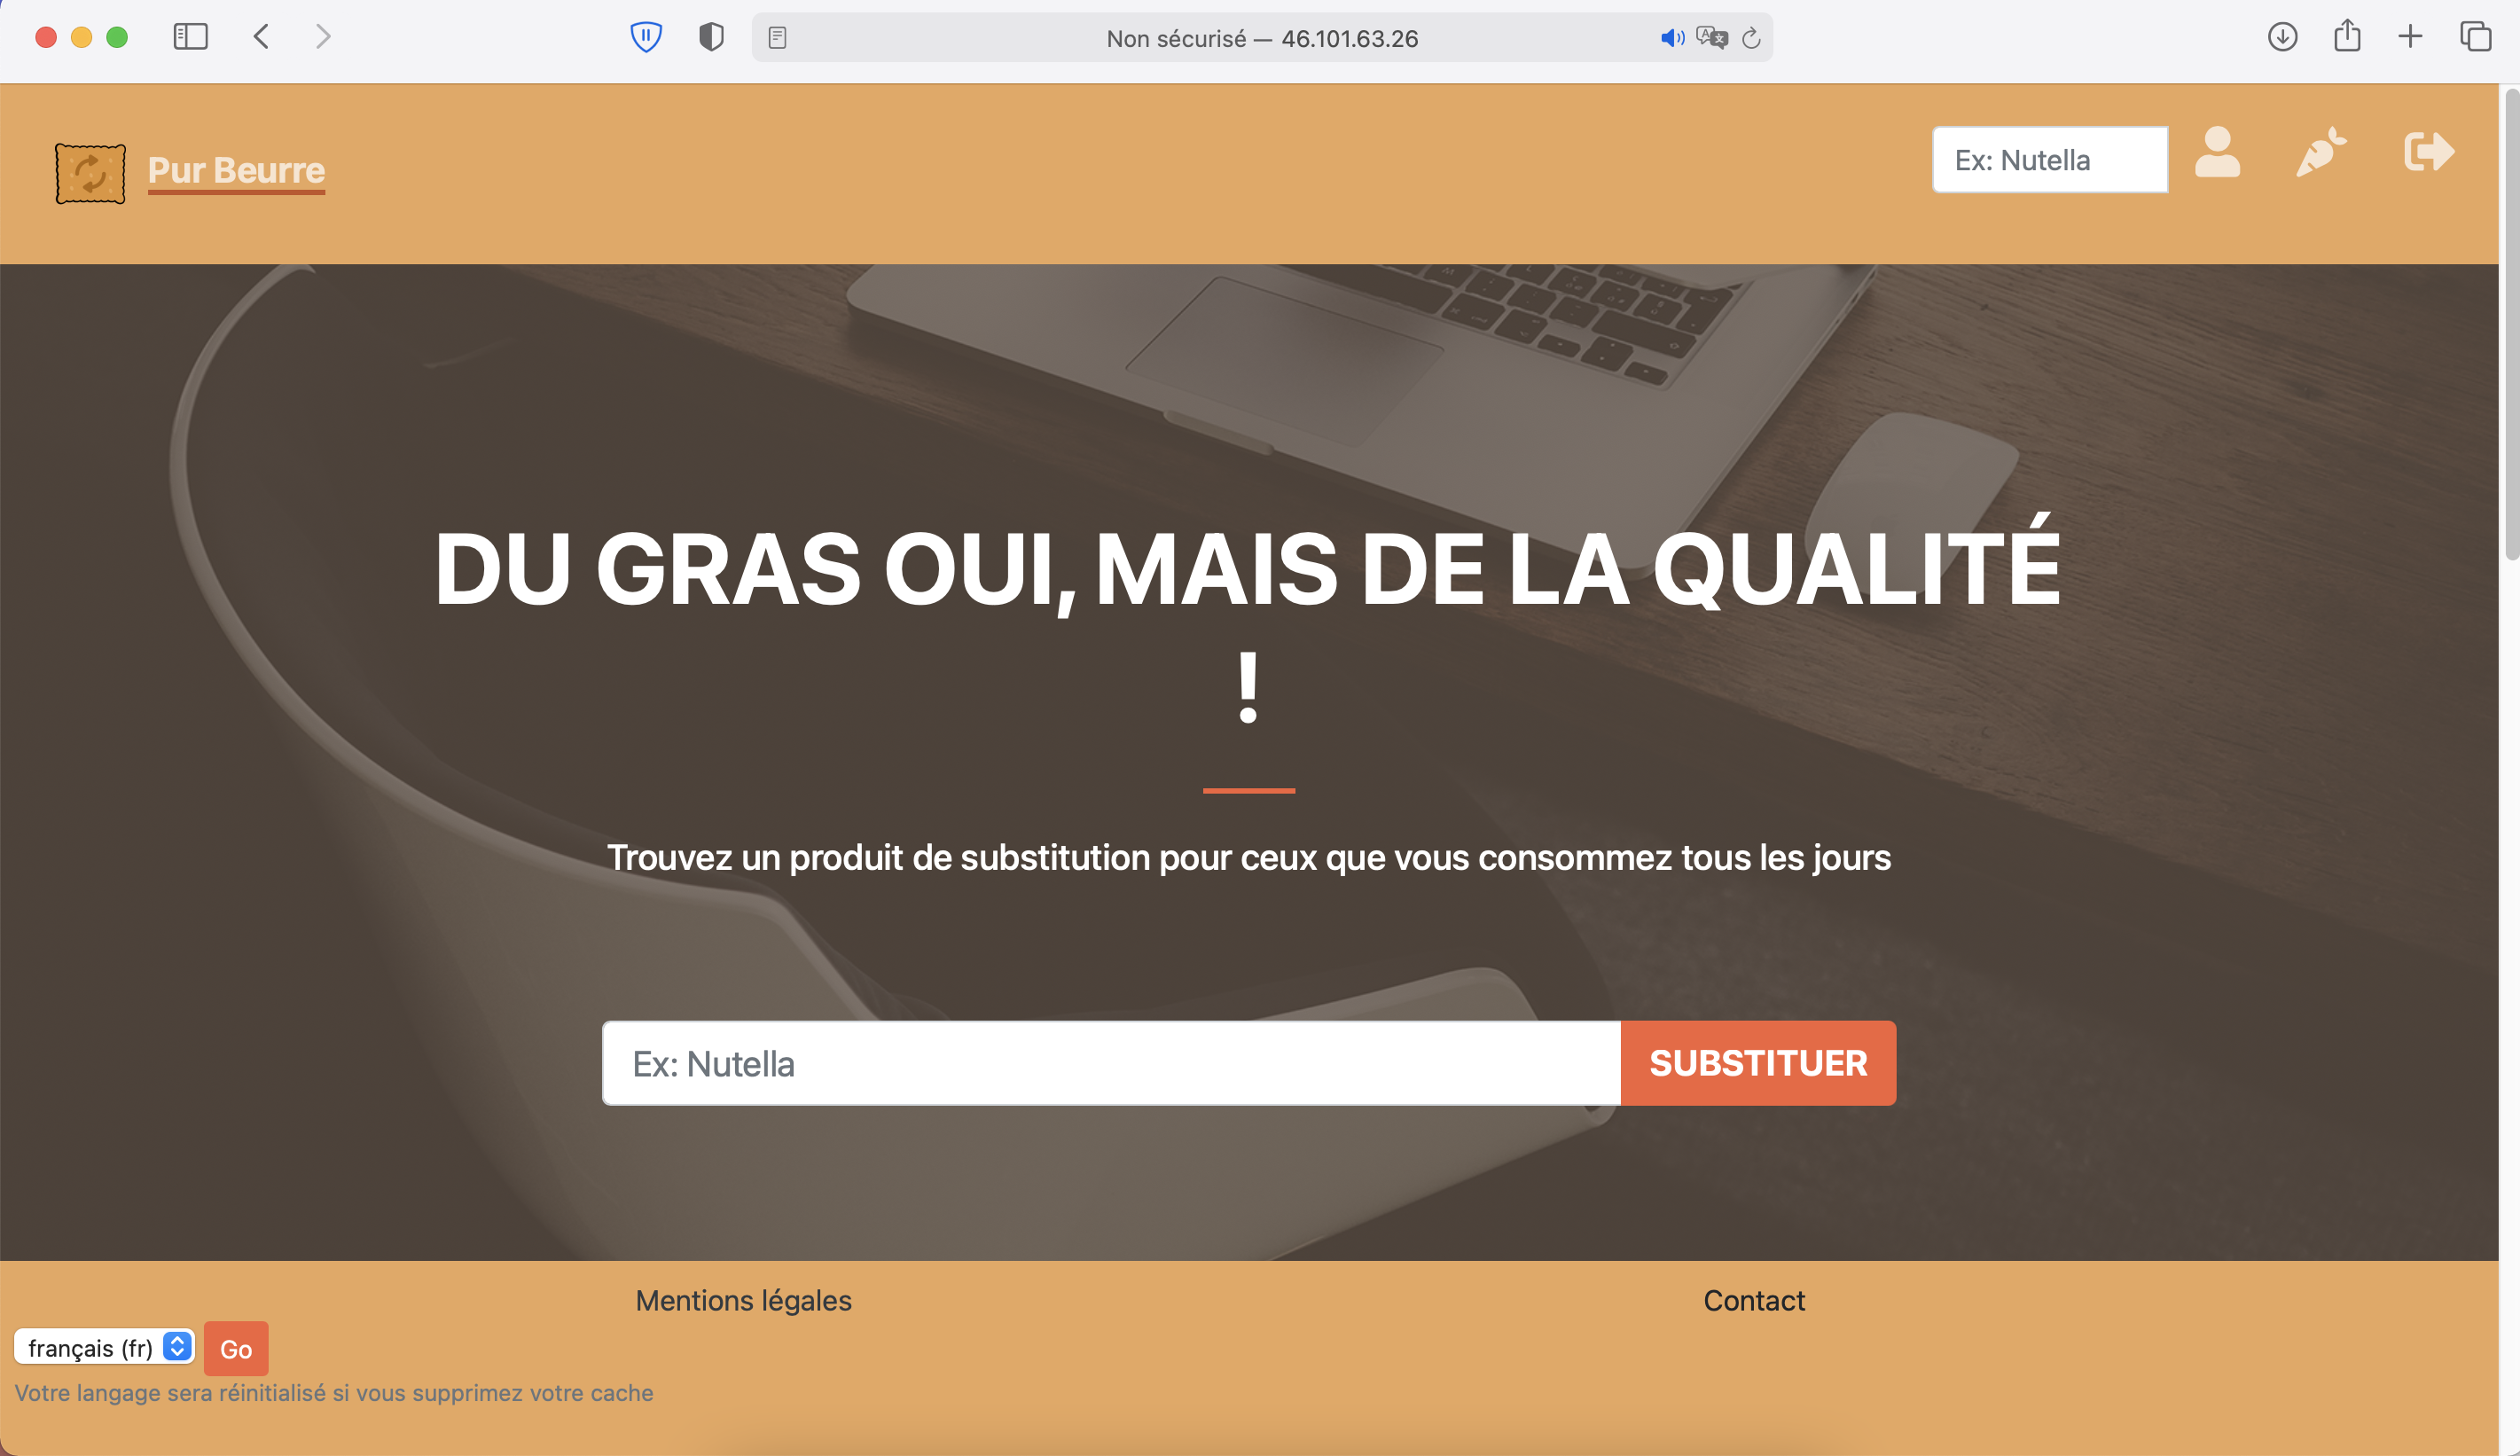 Non sécurisé — 46.101.63.26
Pur Beurre
Ex: Nutella
DU GRAS OUI, MAIS DE LA QUALITÉ
!
Trouvez un produit de substitution pour ceux que vous consommez tous les jours
Ex: Nutella
SUBSTITUER
Mentions légales
Contact
français (fr)
Go
Votre langage sera réinitialisé si vous supprimez votre cache